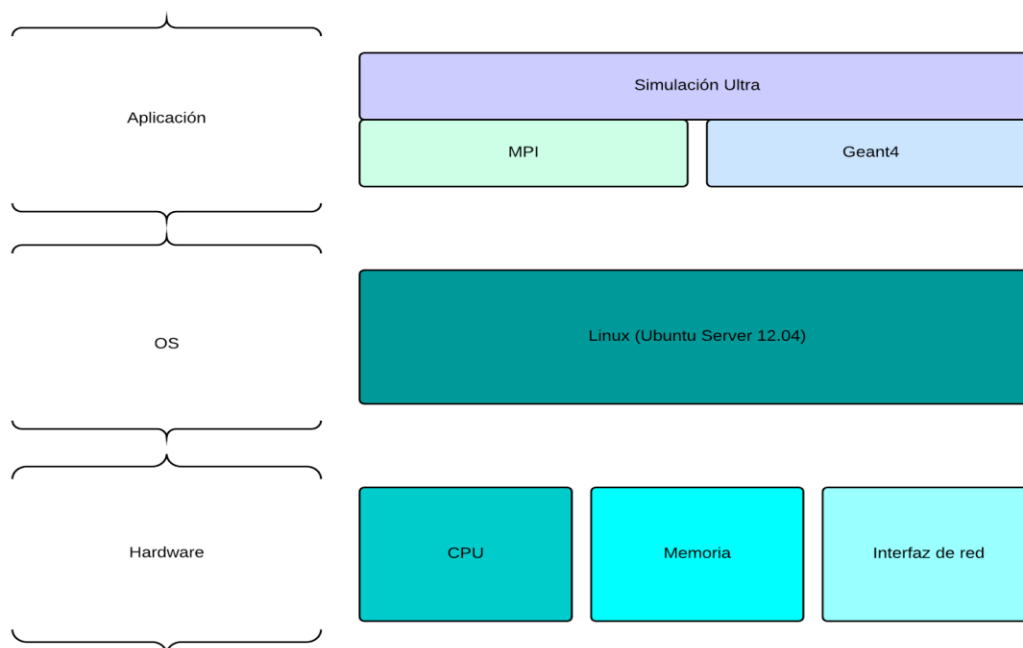 Simulación Ultra
Aplicación
MPI
Geant4
OS
Linux (Ubuntu Server 12.04)
Hardware
CPU
Memoria
Interfaz de red